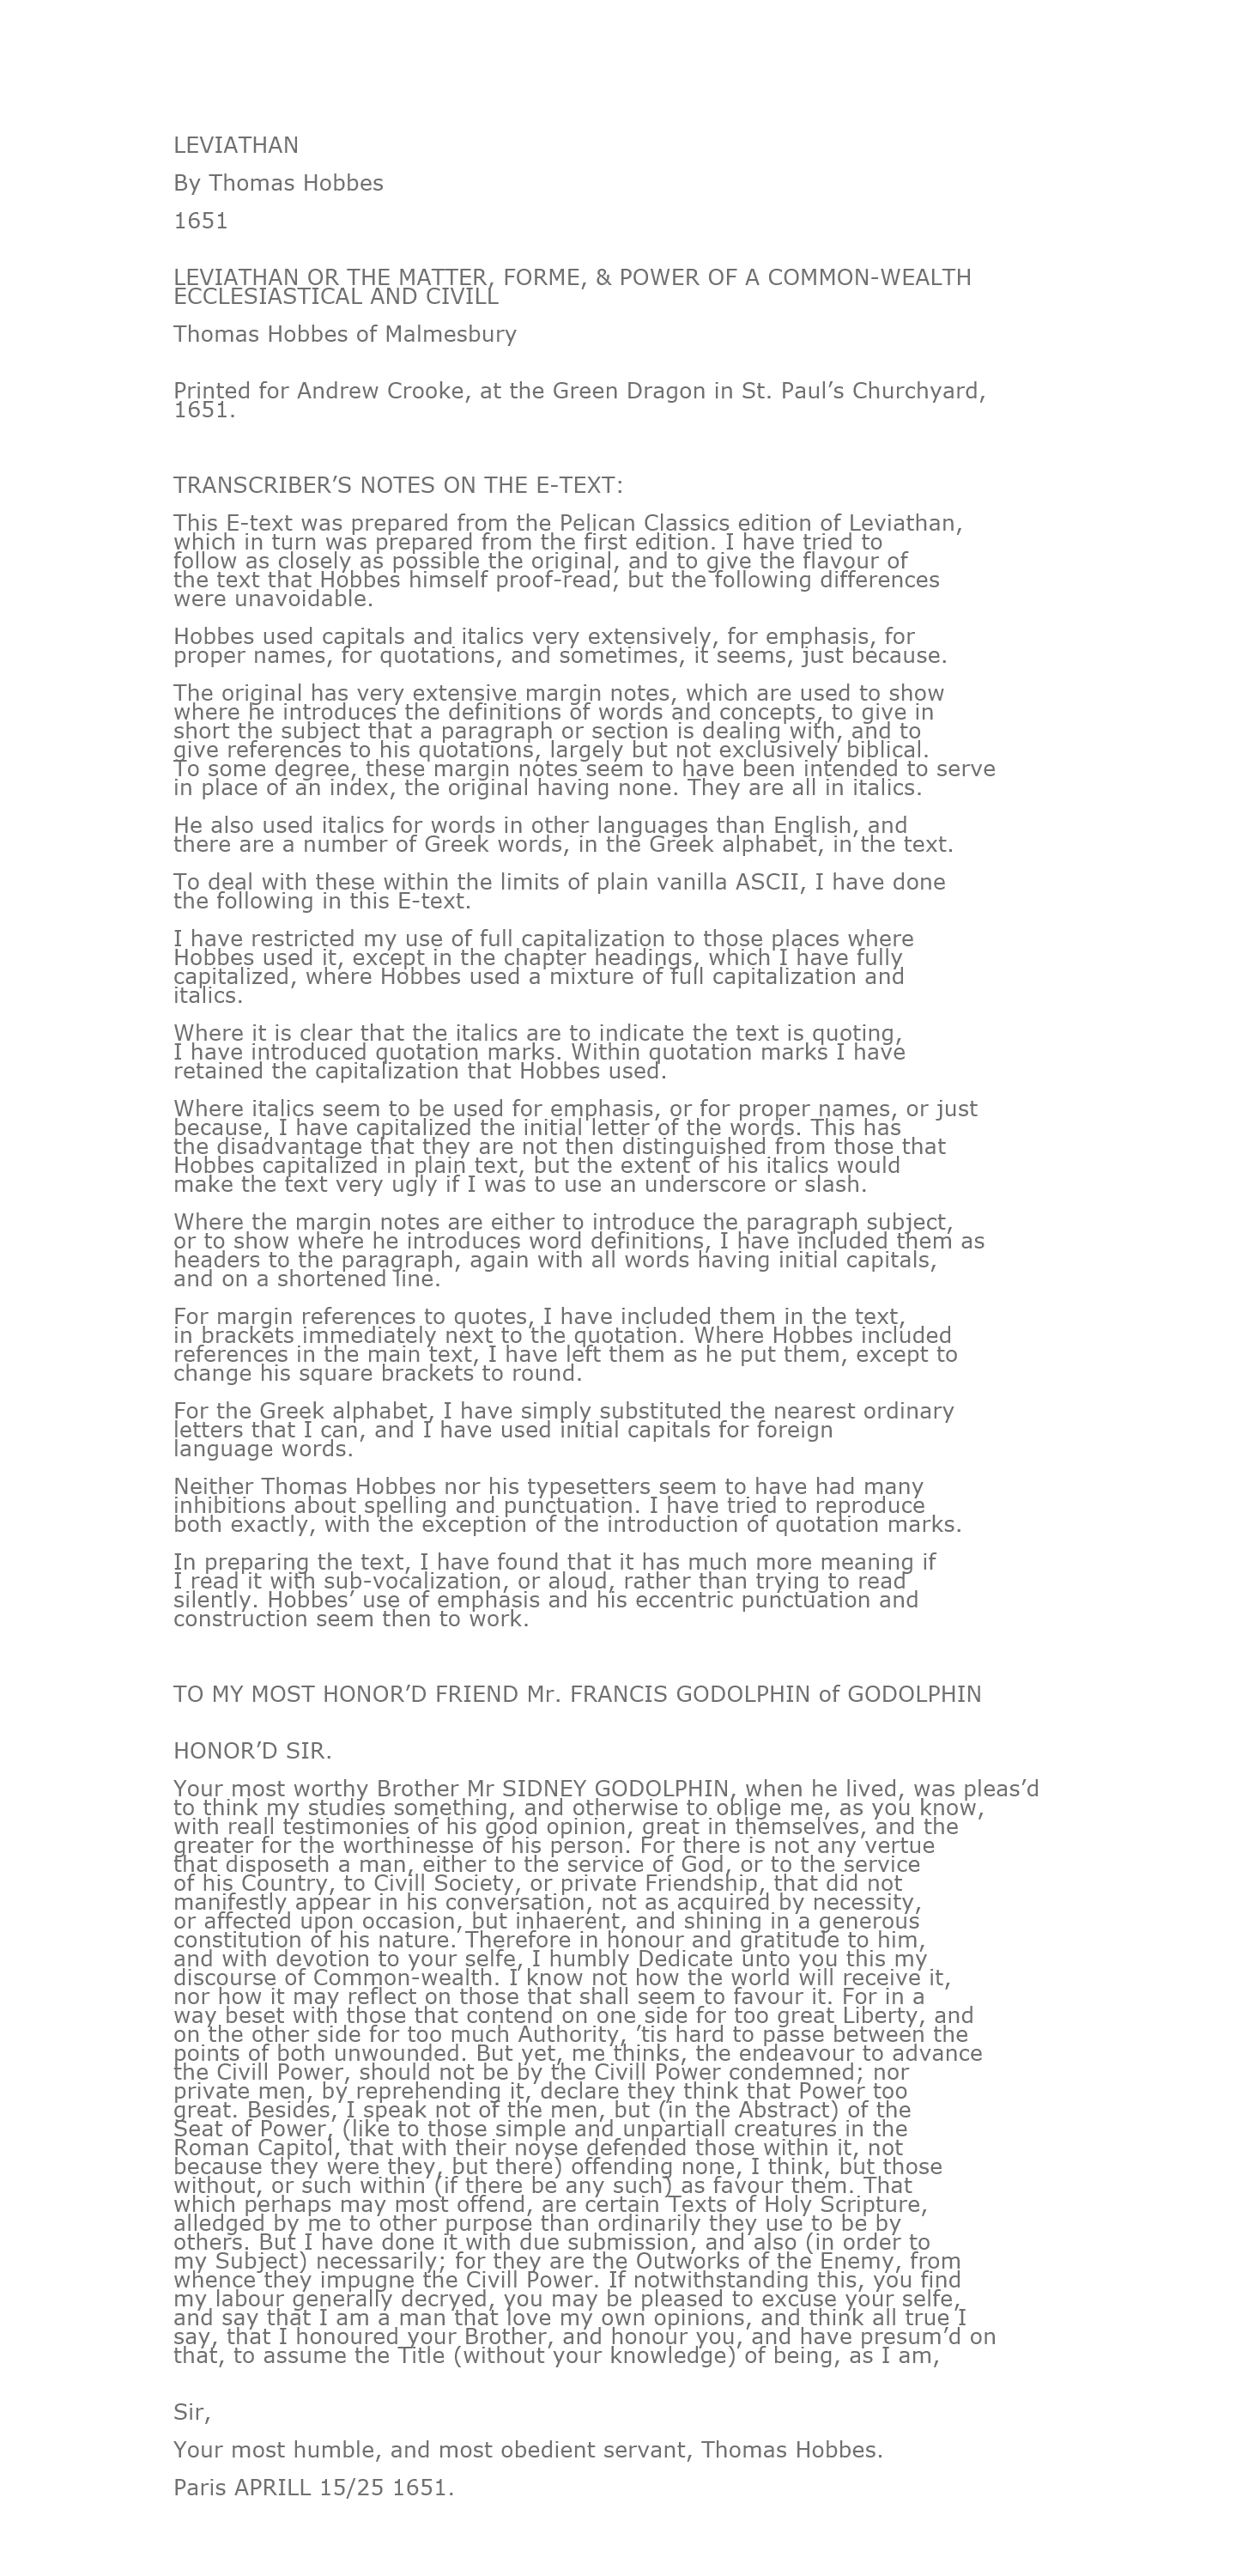 LEVIATHAN
By Thomas Hobbes
1651
LEVIATHAN OR THE MATTER, FORME, & POWER OF A COMMON-WEALTH
ECCLESIASTICAL AND CIVILL
Thomas Hobbes of Malmesbury
Printed for Andrew Crooke, at the Green Dragon in St. Paul’s Churchyard,
1651.
TRANSCRIBER’S NOTES ON THE E-TEXT:
This E-text was prepared from the Pelican Classics edition of Leviathan,
which in turn was prepared from the first edition. I have tried to
follow as closely as possible the original, and to give the flavour of
the text that Hobbes himself proof-read, but the following differences
were unavoidable.
Hobbes used capitals and italics very extensively, for emphasis, for
proper names, for quotations, and sometimes, it seems, just because.
The original has very extensive margin notes, which are used to show
where he introduces the definitions of words and concepts, to give in
short the subject that a paragraph or section is dealing with, and to
give references to his quotations, largely but not exclusively biblical.
To some degree, these margin notes seem to have been intended to serve
in place of an index, the original having none. They are all in italics.
He also used italics for words in other languages than English, and
there are a number of Greek words, in the Greek alphabet, in the text.
To deal with these within the limits of plain vanilla ASCII, I have done
the following in this E-text.
I have restricted my use of full capitalization to those places where
Hobbes used it, except in the chapter headings, which I have fully
capitalized, where Hobbes used a mixture of full capitalization and
italics.
Where it is clear that the italics are to indicate the text is quoting,
I have introduced quotation marks. Within quotation marks I have
retained the capitalization that Hobbes used.
Where italics seem to be used for emphasis, or for proper names, or just
because, I have capitalized the initial letter of the words. This has
the disadvantage that they are not then distinguished from those that
Hobbes capitalized in plain text, but the extent of his italics would
make the text very ugly if I was to use an underscore or slash.
Where the margin notes are either to introduce the paragraph subject,
or to show where he introduces word definitions, I have included them as
headers to the paragraph, again with all words having initial capitals,
and on a shortened line.
For margin references to quotes, I have included them in the text,
in brackets immediately next to the quotation. Where Hobbes included
references in the main text, I have left them as he put them, except to
change his square brackets to round.
For the Greek alphabet, I have simply substituted the nearest ordinary
letters that I can, and I have used initial capitals for foreign
language words.
Neither Thomas Hobbes nor his typesetters seem to have had many
inhibitions about spelling and punctuation. I have tried to reproduce
both exactly, with the exception of the introduction of quotation marks.
In preparing the text, I have found that it has much more meaning if
I read it with sub-vocalization, or aloud, rather than trying to read
silently. Hobbes’ use of emphasis and his eccentric punctuation and
construction seem then to work.
TO MY MOST HONOR’D FRIEND Mr. FRANCIS GODOLPHIN of GODOLPHIN
HONOR’D SIR.
Your most worthy Brother Mr SIDNEY GODOLPHIN, when he lived, was pleas’d
to think my studies something, and otherwise to oblige me, as you know,
with reall testimonies of his good opinion, great in themselves, and the
greater for the worthinesse of his person. For there is not any vertue
that disposeth a man, either to the service of God, or to the service
of his Country, to Civill Society, or private Friendship, that did not
manifestly appear in his conversation, not as acquired by necessity,
or affected upon occasion, but inhaerent, and shining in a generous
constitution of his nature. Therefore in honour and gratitude to him,
and with devotion to your selfe, I humbly Dedicate unto you this my
discourse of Common-wealth. I know not how the world will receive it,
nor how it may reflect on those that shall seem to favour it. For in a
way beset with those that contend on one side for too great Liberty, and
on the other side for too much Authority, ’tis hard to passe between the
points of both unwounded. But yet, me thinks, the endeavour to advance
the Civill Power, should not be by the Civill Power condemned; nor
private men, by reprehending it, declare they think that Power too
great. Besides, I speak not of the men, but (in the Abstract) of the
Seat of Power, (like to those simple and unpartiall creatures in the
Roman Capitol, that with their noyse defended those within it, not
because they were they, but there) offending none, I think, but those
without, or such within (if there be any such) as favour them. That
which perhaps may most offend, are certain Texts of Holy Scripture,
alledged by me to other purpose than ordinarily they use to be by
others. But I have done it with due submission, and also (in order to
my Subject) necessarily; for they are the Outworks of the Enemy, from
whence they impugne the Civill Power. If notwithstanding this, you find
my labour generally decryed, you may be pleased to excuse your selfe,
and say that I am a man that love my own opinions, and think all true I
say, that I honoured your Brother, and honour you, and have presum’d on
that, to assume the Title (without your knowledge) of being, as I am,
Sir,
Your most humble, and most obedient servant, Thomas Hobbes.
Paris APRILL 15/25 1651.